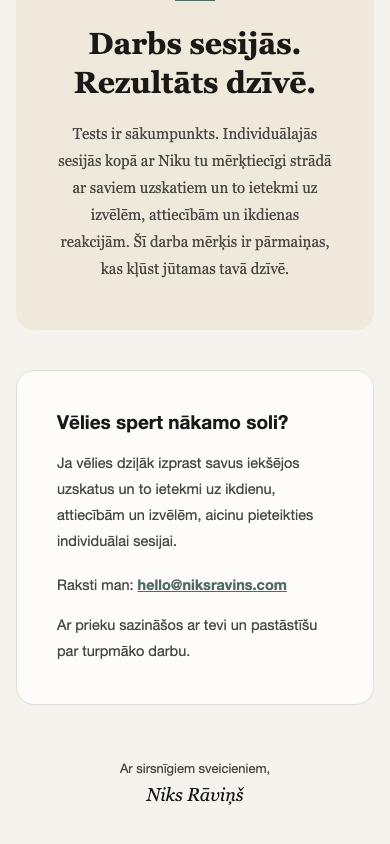 Darbs sesijās.
Rezultāts dzīvē.
Tests ir sākumpunkts. Individuālajās
sesijās kopā ar Niku tu mērķtiecīgi strādā
ar saviem uzskatiem un to ietekmi uz
izvēlēm, attiecībām un ikdienas
reakcijām. Šī darba mērķis ir pārmaiņas,
kas kļūst jūtamas tavā dzīvē.
Vēlies spert nākamo soli?
Ja vēlies dziļāk izprast savus iekšējos
uzskatus un to ietekmi uz ikdienu,
attiecībām un izvēlēm, aicinu pieteikties
individuālai sesijai.
Raksti man: hello@niksravins.com
Ar prieku sazināšos ar tevi un pastāstīšu
par turpmāko darbu.
Ar sirsnīgiem sveicieniem,
Niks Rāviņš